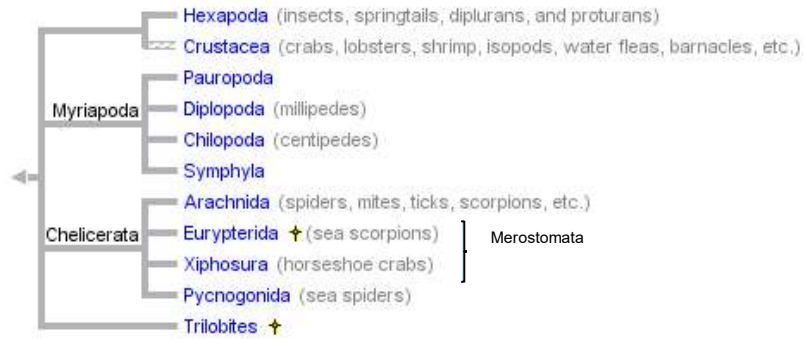 Hexapoda (insects, springtails, diplurans, and proturans)
Crustacea (crabs, lobsters, shrimp, isopods, water fleas, barnacles, etc.)
Pauropoda
Myriapoda
Diplopoda (millipedes)
Chilopoda (centipedes)
Symphyla
Arachnida (spiders, mites, ticks, scorpions, etc.)
Chelicerata
Eurypterida (sea scorpions)
Merostomata
Xiphosura (horseshoe crabs)
Pycnogonida (sea spiders)
Trilobites